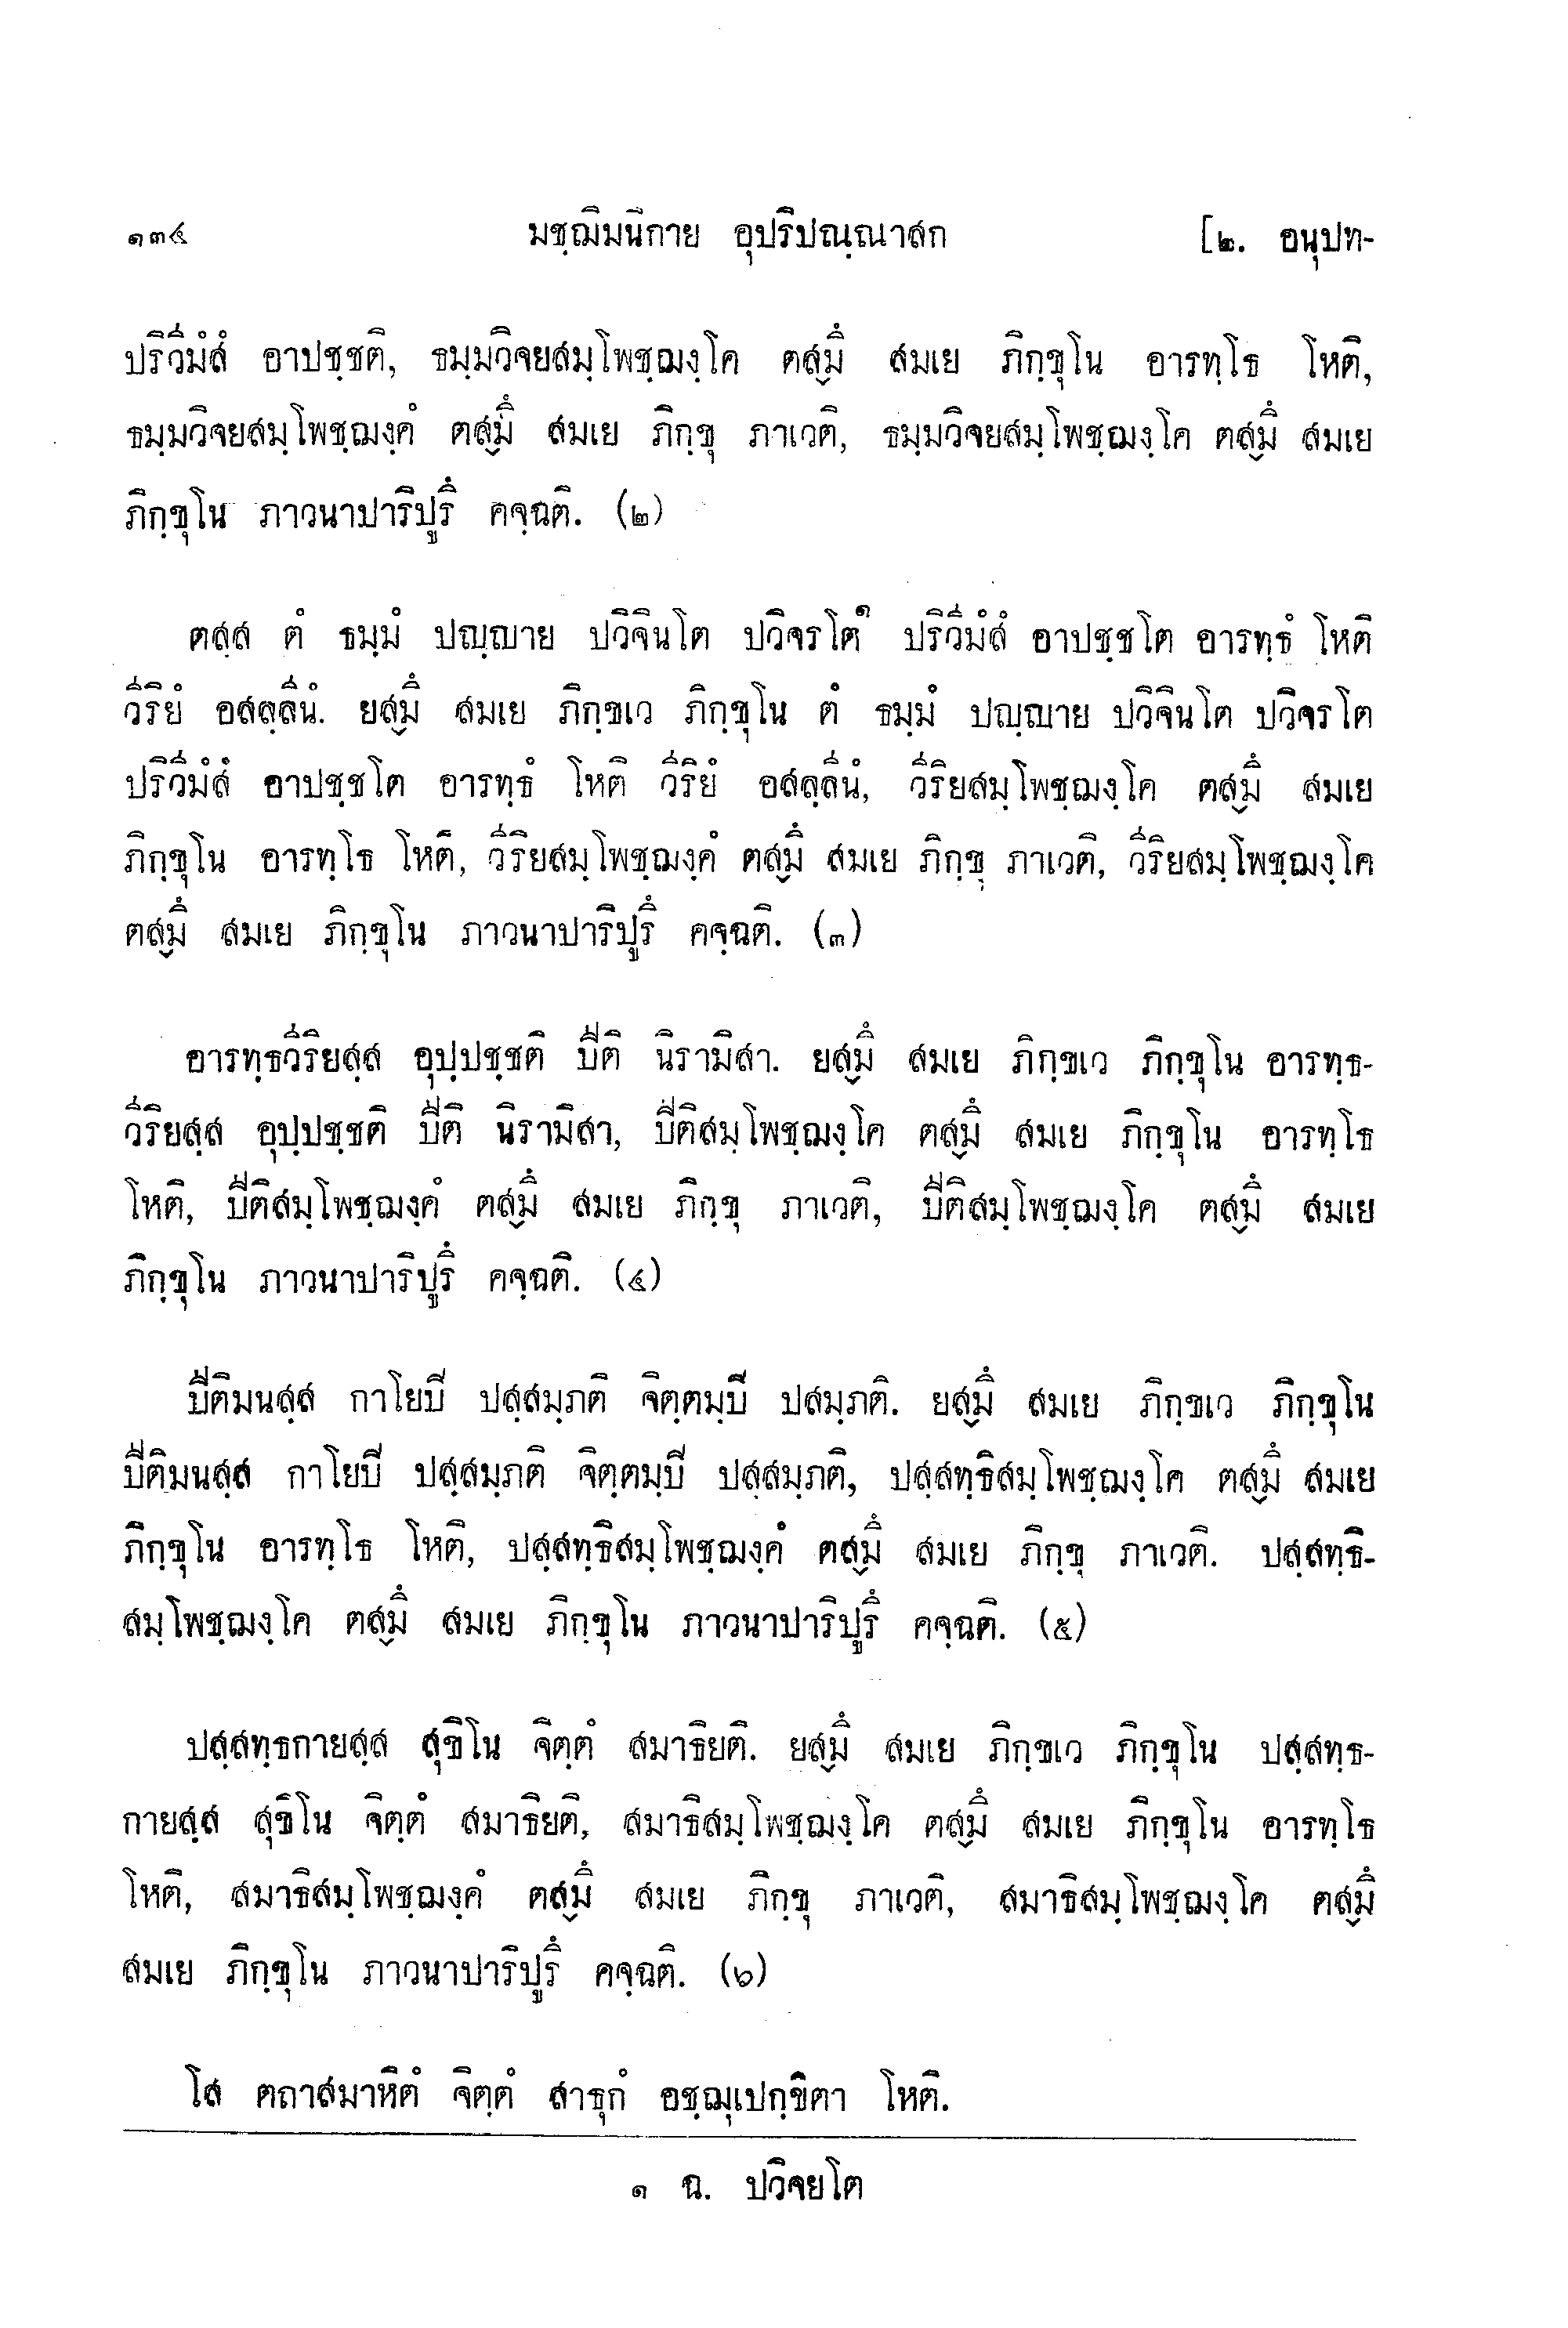 ๑๓๔ มชฺฌิมนิกาย อุปริปณฺณาสก [๒. อนุปท-
ปริวีมํสํ อาปชฺชติ, ธมฺมวิจยสมฺโพชฺฌงฺโค ตสฺมึ สมเย ภิกฺขุโน อารทฺโธ โหติ,
ธมฺมวิจยสมฺโพชฺฌงฺคํ ตสฺมึ สมเย ภิกฺขุ ภาเวติ, ธมฺมวิจยสมฺโพชฺฌงฺโค ตสฺมึ สมเย
ภิกฺขุโน ภาวนาปาริปูรึ คจฺฉติ. (๒)
ตสฺส ตํ ธมฺมํ ปญฺญาย ปวิจินโต ปวิจรโต๑ ปริวีมํสํ อาปชฺชโต อารทฺธํ โหติ
วีริยํ อสลฺลีนํ. ยสฺมึ สมเย ภิกฺขเว ภิกฺขุโน ตํ ธมฺมํ ปญฺญาย ปวิจินโต ปวิจรโต
ปริวีมํสํ อาปชฺชโต อารทฺธํ โหติ วีริยํ อสลฺลีนํ, วีริยสมฺโพชฺฌงฺโค ตสฺมึ สมเย
ภิกฺขุโน อารทฺโธ โหติ, วีริยสมฺโพชฺฌงฺคํ ตสฺมึ สมเย ภิกฺขุ ภาเวติ, วีริยสมฺโพชฺฌงฺโค
ตสฺมึ สมเย ภิกฺขุโน ภาวนาปาริปูรึ คจฺฉติ. (๓)
อารทฺธวีริยสฺส อุปฺปชฺชติ ปีติ นิรามิสา. ยสฺมึ สมเย ภิกฺขเว ภิกฺขุโน อารทฺธ-
วีริยสฺส อุปฺปชฺชติ ปีติ นิรามิสา, ปีติสมฺโพชฺฌงฺโค ตสฺมึ สมเย ภิกฺขุโน อารทฺโธ
โหติ, ปีติสมฺโพชฺฌงฺคํ ตสฺมึ สมเย ภิกฺขุ ภาเวติ, ปีติสมฺโพชฺฌงฺโค ตสฺมึ สมเย
ภิกฺขุโน ภาวนาปาริปูรึ คจฺฉติ. (๔)
ปีติมนสฺส กาโยปิ ปสฺสมฺภติ จิตฺตมฺปิ ปสมฺภติ. ยสฺมึ สมเย ภิกฺขเว ภิกฺขุโน
ปีติมนสฺส กาโยปิ ปสฺสมฺภติ จิตฺตมฺปิ ปสฺสมฺภติ, ปสฺสทฺธิสมฺโพชฺฌงฺโค ตสฺมึ สมเย
ภิกฺขุโน อารทฺโธ โหติ, ปสฺสทฺธิสมฺโพชฺฌงฺคํ ตสฺมึ สมเย ภิกฺขุ ภาเวติ. ปสฺสทฺธิ-
สมฺโพชฺฌงฺโค ตสฺมึ สมเย ภิกฺขุโน ภาวนาปาริปูรึ คจฺฉติ. (๕)
ปสฺสทฺธกายสฺส สุขิโน จิตฺตํ สมาธิยติ. ยสฺมึ สมเย ภิกฺขเว ภิกฺขุโน ปสฺสทฺธ-
กายสฺส สุขิโน จิตฺตํ สมาธิยติ, สมาธิสมฺโพชฺฌงฺโค ตสฺมึ สมเย ภิกฺขุโน อารทฺโธ
โหติ, สมาธิสมฺโพชฺฌงฺคํ ตสฺมึ สมเย ภิกฺขุ ภาเวติ, สมาธิสมฺโพชฺฌงฺโค ตสฺมึ
สมเย ภิกฺขุโน ภาวนาปาริปูรึ คจฺฉติ. (๖)
โส ตถาสมาหิตํ จิตฺตํ สาธุกํ อชฺฌุเปกฺขิตา โหติ.
๑ ฉ. ปวิจยโต